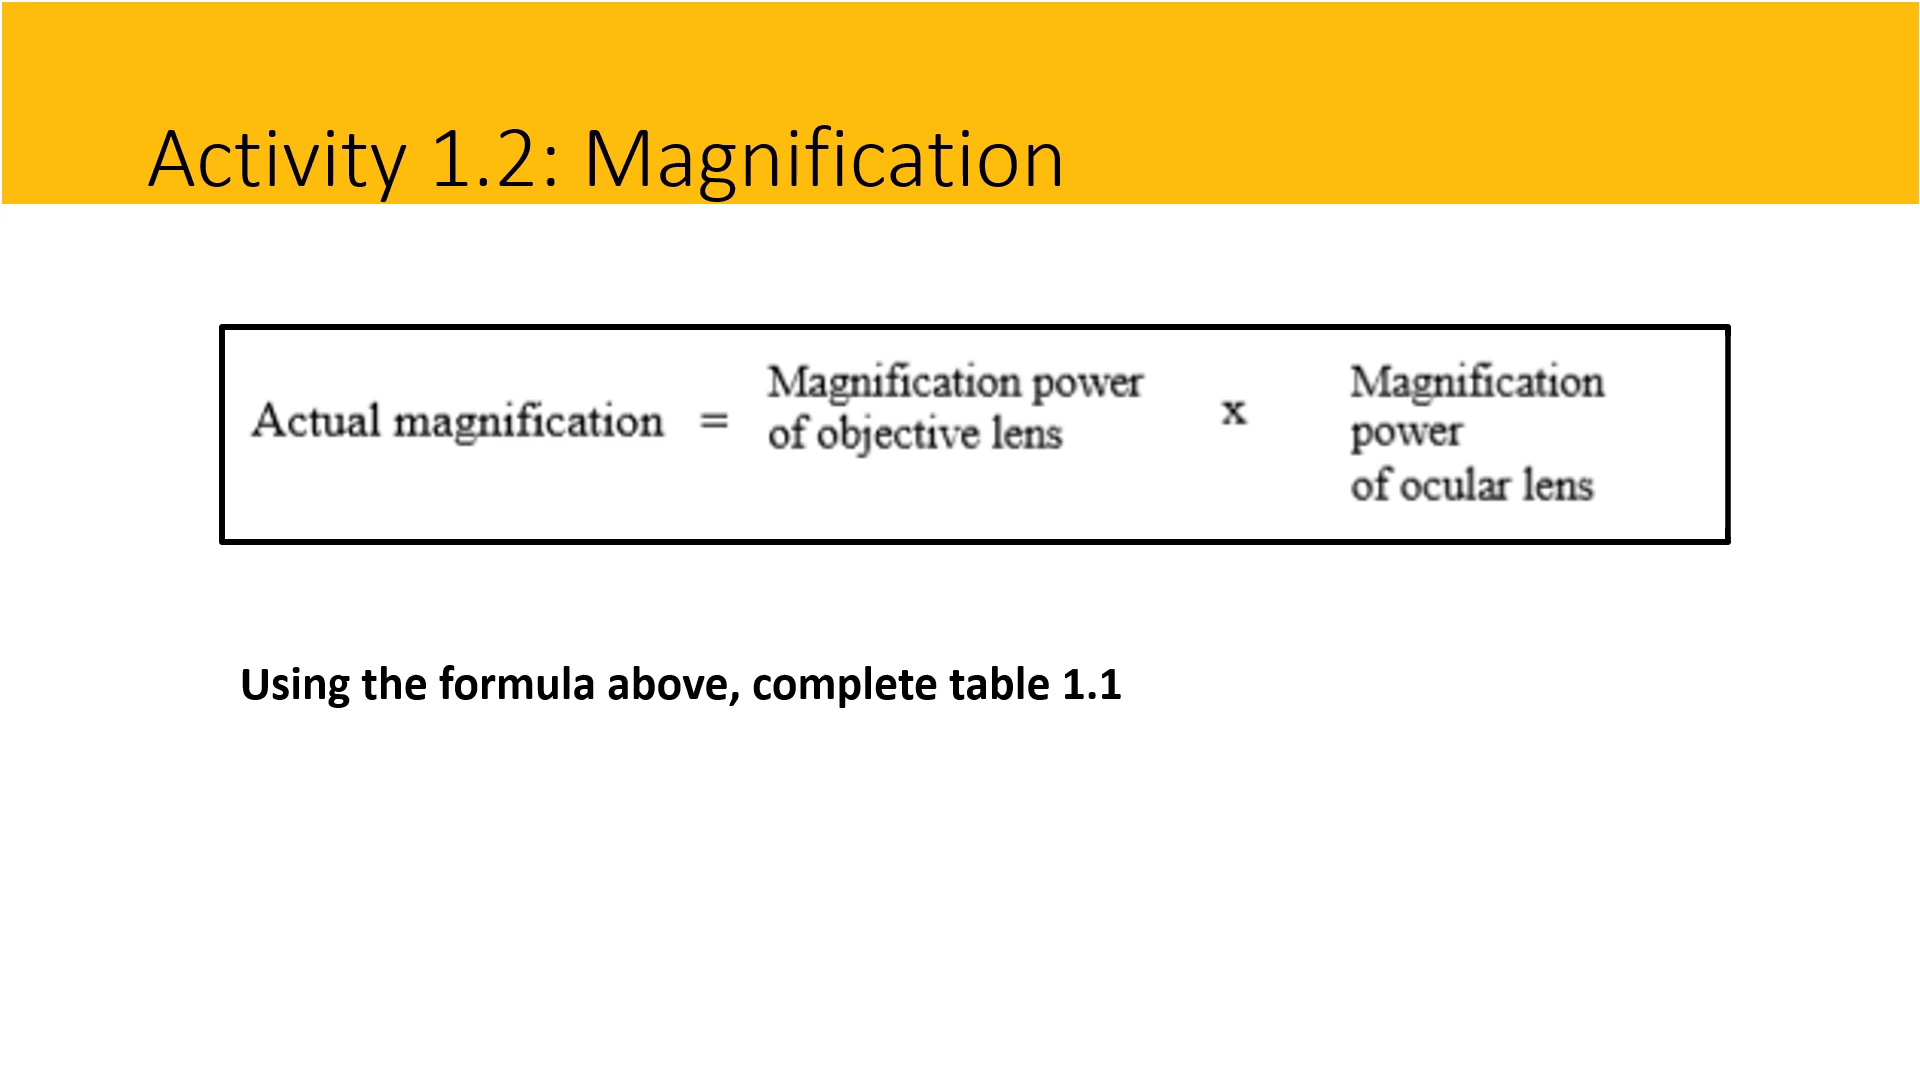 Activity 1.2: Magnification
Actual magnification = Magnification power of objective lens x Magnification power of ocular lens
Using the formula above, complete table 1.1